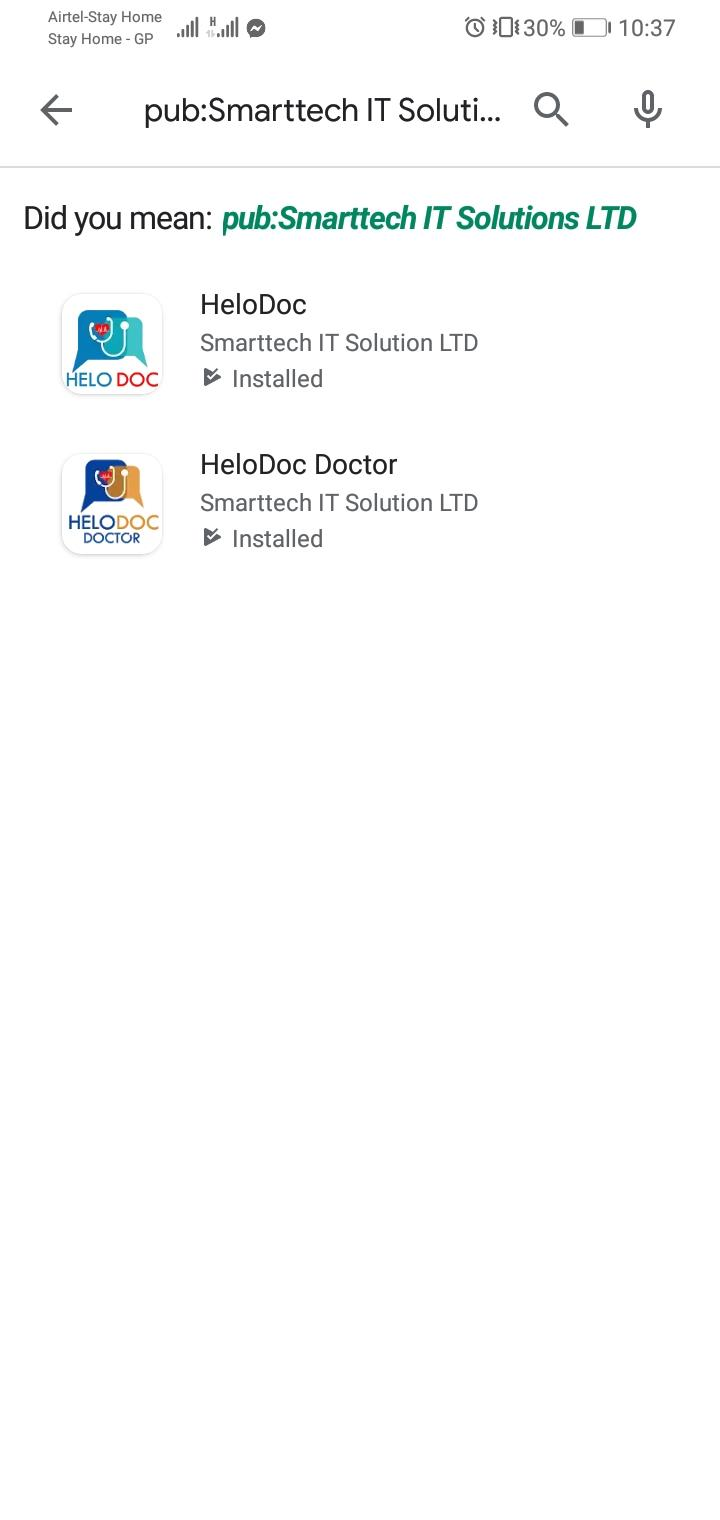 Airtel-Stay Home
Stay Home - GP
H
30%
10:37
pub:Smarttech IT Soluti...
Did you mean: pub:Smarttech IT Solutions LTD
HELO DOC
HeloDoc
Smarttech IT Solution LTD
Installed
HELODOC
DOCTOR
HeloDoc Doctor
Smarttech IT Solution LTD
Installed